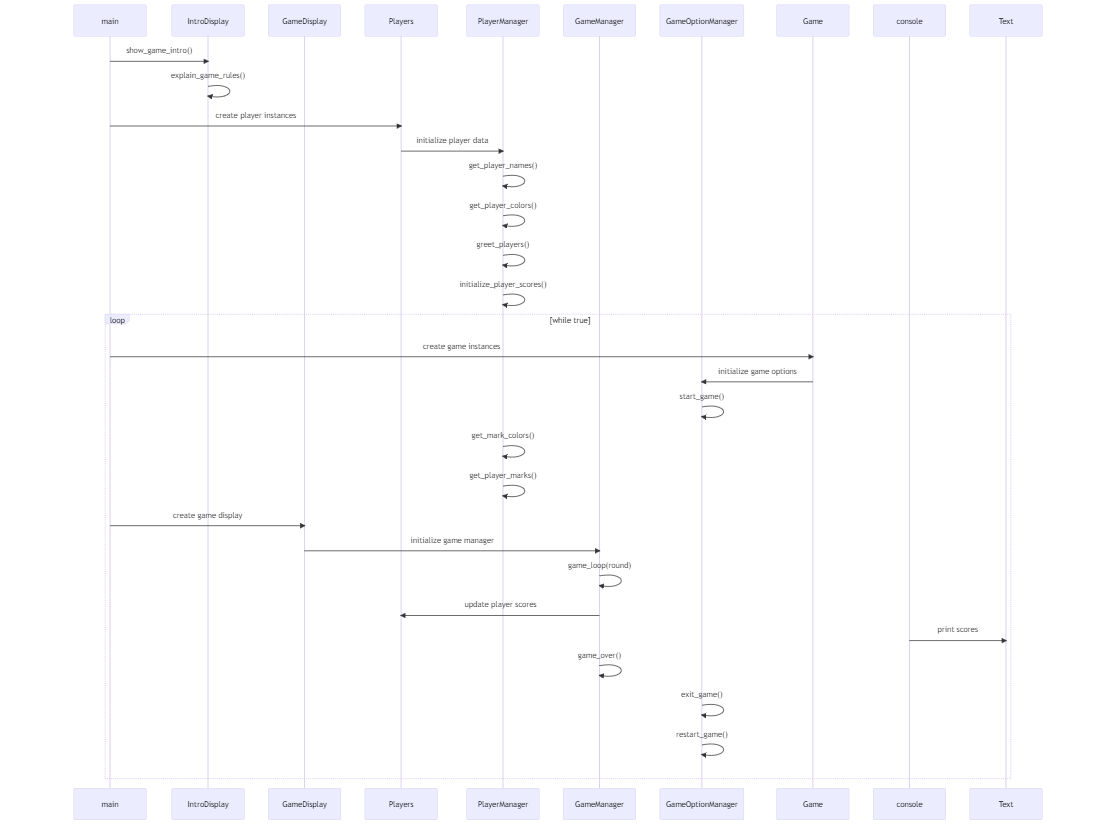 main
IntroDisplay
GameDisplay
Players
PlayerManager
GameManager
GameOptionManager
Game
console
Text
show_game_intro()
explain_game_rules()
create player instances
initialize player data
get_player_names()
get_player_colors()
greet_players()
initialize_player_scores()
loop
[while true]
create game instances
initialize game options
start_game()
get_mark_colors()
get_player_marks()
create game display
initialize game manager
game_loop(round)
update player scores
print scores
game_over()
exit_game()
restart_game()
main
IntroDisplay
GameDisplay
Players
PlayerManager
GameManager
GameOptionManager
Game
console
Text